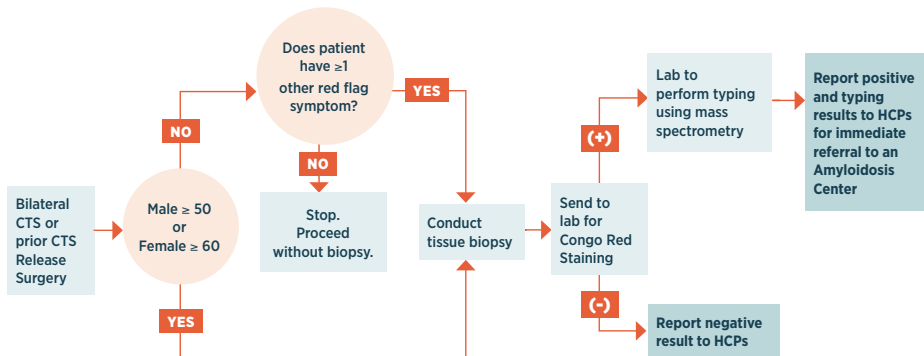 Bilateral
CTS or
prior CTS
Release
Surgery
Male ≥ 50
or
Female ≥ 60
NO
YES
Does patient
have ≥1
other red flag
symptom?
NO
YES
Stop.
Proceed
without biopsy.
Conduct
tissue biopsy
Send to
lab for
Congo Red
Staining
(+)
(-)
Lab to
perform typing
using mass
spectrometry
Report positive
and typing
results to HCPs
for immediate
referral to an
Amyloidosis
Center
Report negative
result to HCPs